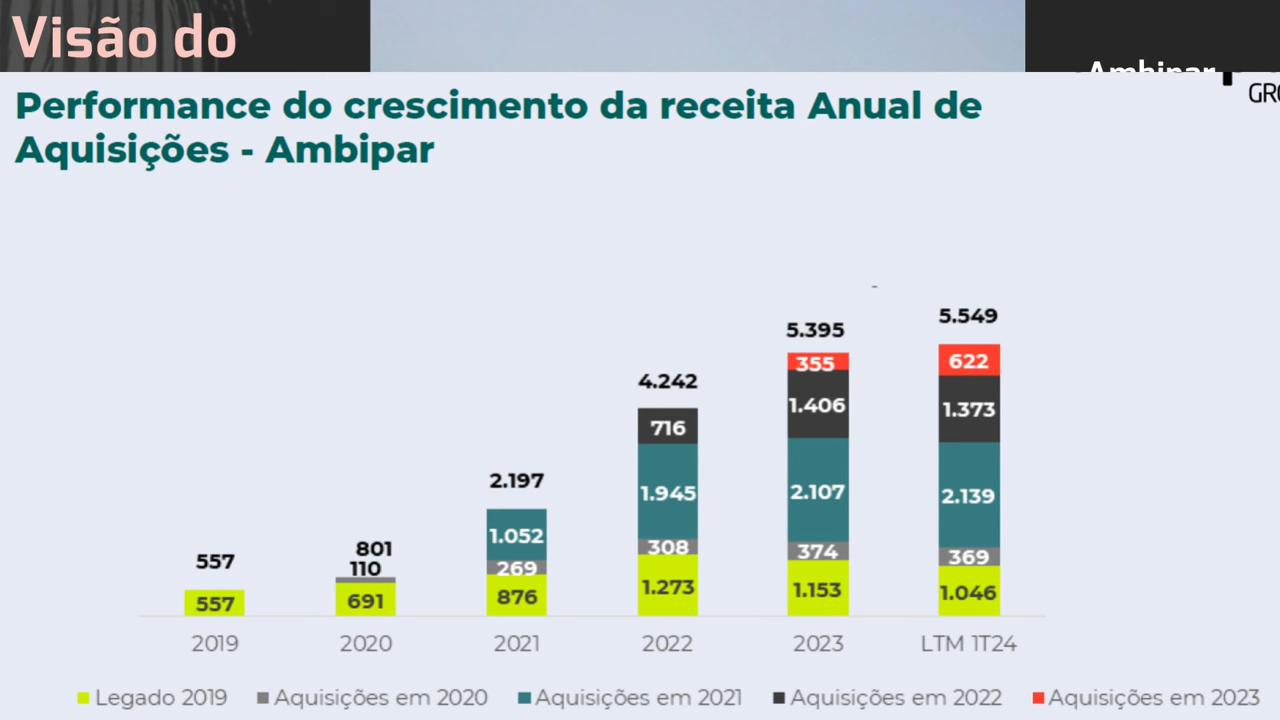 Visão do
Ambipar
GRO
Performance do crescimento da receita Anual de
Aquisições - Ambipar
-
5.549
5.395
622
355
4.242
1.373
1.406
716
2.197
2.139
2.107
1.945
1.052
801
557
110
269
308
374
369
557
691
876
1.273
1.153
1.046
2019
2020
2021
2022
2023
LTM 1T24
Legado 2019
Aquisições em 2020
Aquisições em 2021
Aquisições em 2022
Aquisições em 2023